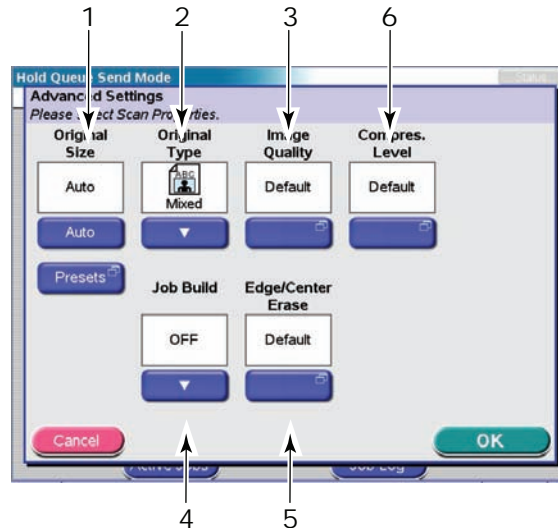 1 2 3 6
Hold Queue Send Mode
Status
Advanced Settings
Please Select Scan Properties.
Original Size
Original Type
Image Quality
Compres. Level
Auto
ABC
Mixed
Default
Default
Auto
Presets
Job Build
Edge/Center Erase
OFF
Default
Cancel
OK
Active Jobs
Job Log
4 5